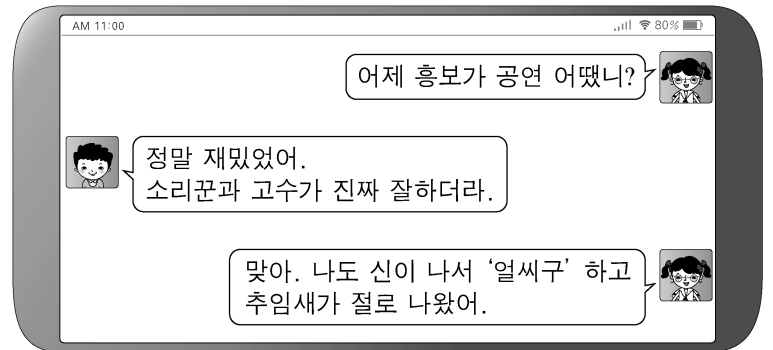 AM 11:00 80%
어제 흥보가 공연 어땠니?
정말 재밌었어.
소리꾼과 고수가 진짜 잘하더라.
맞아. 나도 신이 나서 ‘얼씨구’ 하고
추임새가 절로 나왔어.